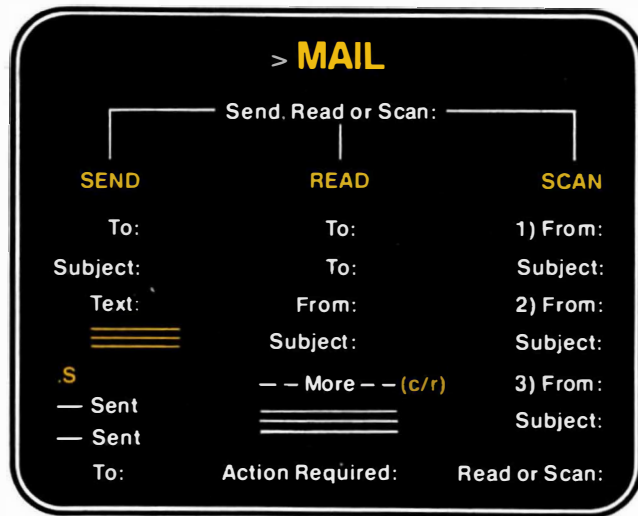 > MAIL
Send, Read or Scan:
SEND
To:
Subject:
Text:
.S
— Sent
— Sent
To:
READ
To:
To:
From:
Subject:
— — More — — (c/r)
Action Required:
SCAN
1) From:
Subject:
2) From:
Subject:
3) From:
Subject:
Read or Scan: